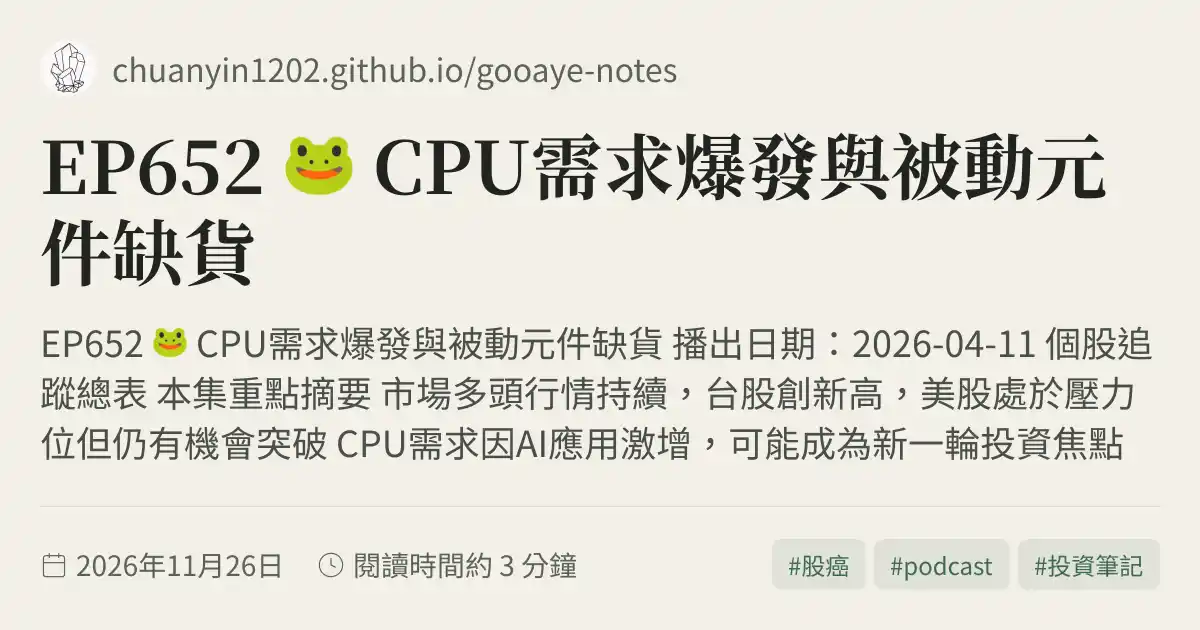 chuanyin1202.github.io/gooaye-notes
EP652 🐸 CPU需求爆發與被動元
件缺貨
EP652 🐸 CPU需求爆發與被動元件缺貨 播出日期：2026-04-11 個股追
蹤總表 本集重點摘要 市場多頭行情持續，台股創新高，美股處於壓力
位但仍有機會突破 CPU需求因AI應用激增，可能成為新一輪投資焦點
2026年11月26日 閱讀時間約 3 分鐘 #股癌 #podcast #投資筆記